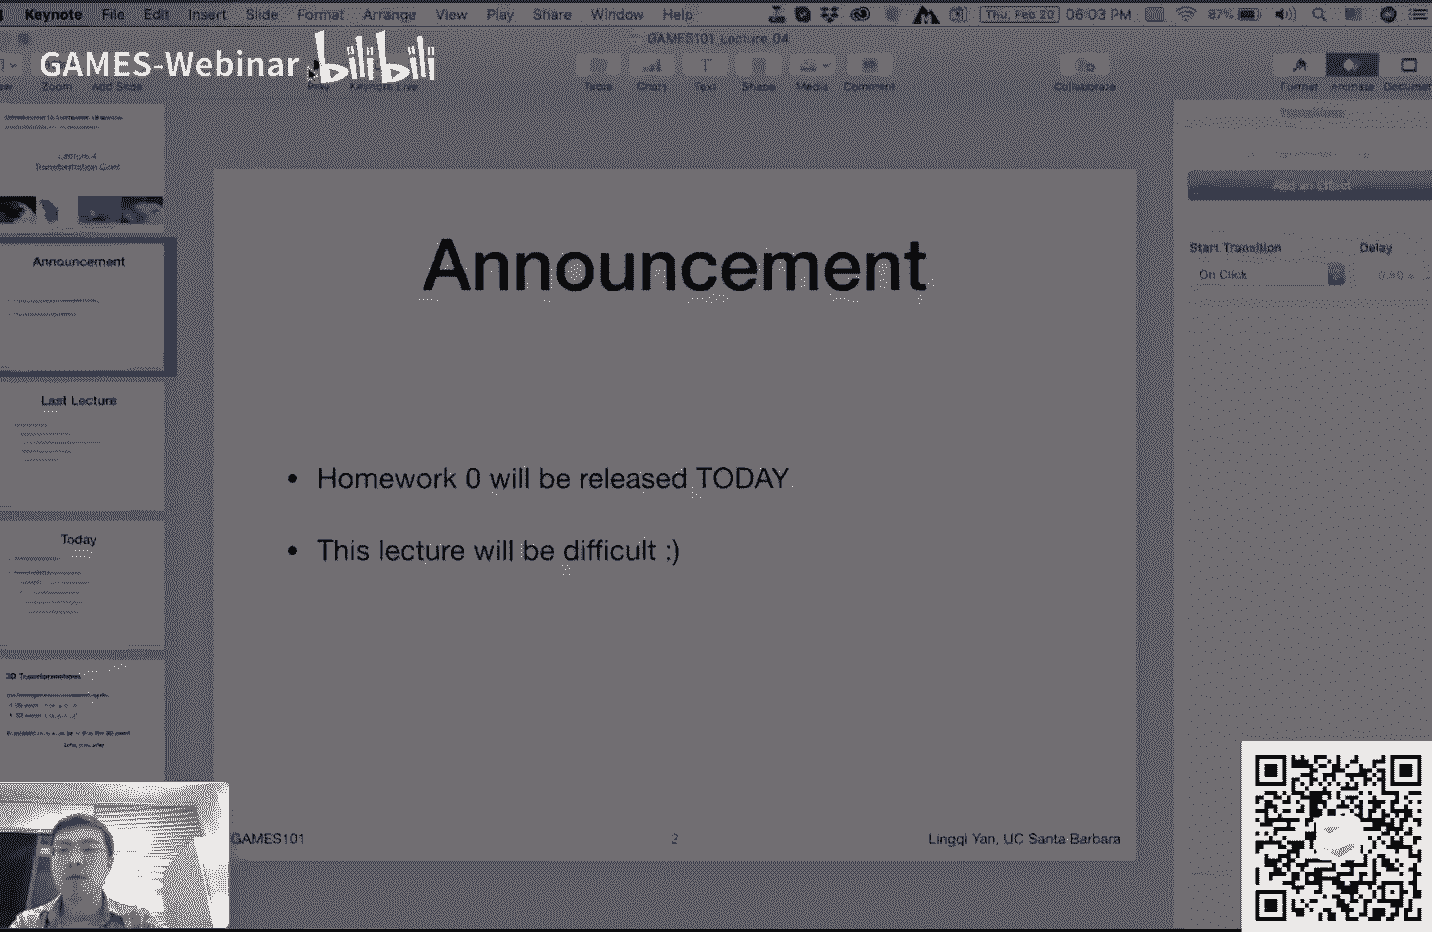 Keynote File Edit Insert Slide Format Arrange View Play Share Window Help Thu, Feb 20 06:03 PM 87%
GAMES101_Lecture_04
GAMES-Webinar bilibili
Zoom Add Slide Play Keynote Live Table Chart Text Shape Media Comment Collaborate Format Animate Document
Transitions
Add an Effect
Start Transition Delay
On Click
Lecture 4
Announcement
Last Lecture
Today
3D Transformations
Announcement
• Homework 0 will be released TODAY
• This lecture will be difficult :)
GAMES101 2 Lingqi Yan, UC Santa Barbara